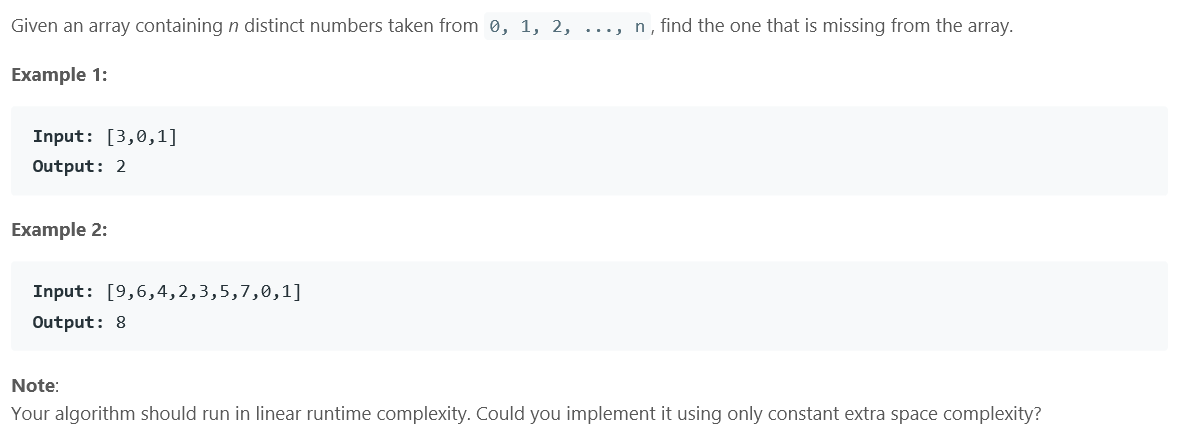 Given an array containing n distinct numbers taken from 0, 1, 2, ..., n, find the one that is missing from the array.
Example 1:
Input: [3,0,1]
Output: 2
Example 2:
Input: [9,6,4,2,3,5,7,0,1]
Output: 8
Note:
Your algorithm should run in linear runtime complexity. Could you implement it using only constant extra space complexity?